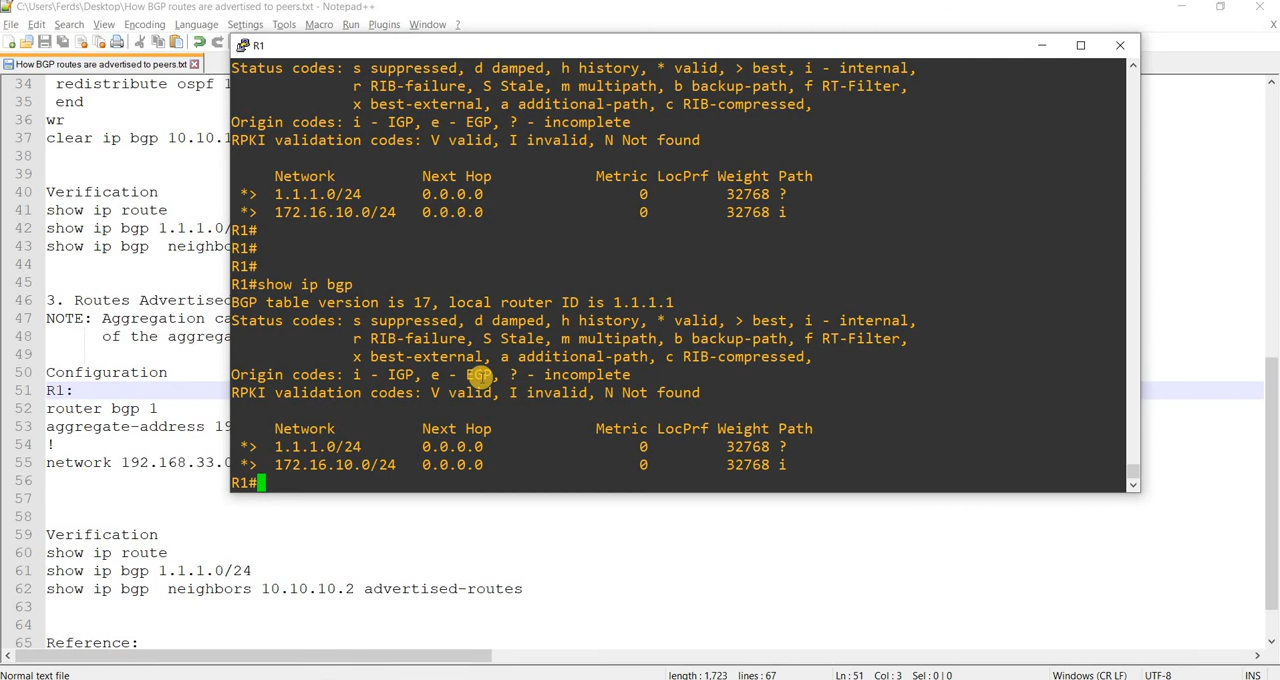 C:\Users\Ferds\Desktop\How BGP routes are advertised to peers.txt - Notepad++
File Edit Search View Encoding Language Settings Tools Macro Run Plugins Window ?
How BGP routes are advertised to peers.txt
R1
34 redistribute ospf 1
35 end
36 wr
37 clear ip bgp 10.10.1
38
39
40 Verification
41 show ip route
42 show ip bgp 1.1.1.0/
43 show ip bgp  neighbo
44
45
46 3. Routes Advertised
47 NOTE: Aggregation ca
48 of the aggrega
49
50 Configuration
51 R1:
52 router bgp 1
53 aggregate-address 19
54 !
55 network 192.168.33.0
56
57
58
59 Verification
60 show ip route
61 show ip bgp 1.1.1.0/24
62 show ip bgp  neighbors 10.10.10.2 advertised-routes
63
64
65 Reference:
Status codes: s suppressed, d damped, h history, * valid, > best, i - internal,
r RIB-failure, S Stale, m multipath, b backup-path, f RT-Filter,
x best-external, a additional-path, c RIB-compressed,
Origin codes: i - IGP, e - EGP, ? - incomplete
RPKI validation codes: V valid, I invalid, N Not found
Network Next Hop Metric LocPrf Weight Path
*> 1.1.1.0/24 0.0.0.0 0 32768 ?
*> 172.16.10.0/24 0.0.0.0 0 32768 i
R1#
R1#
R1#
R1#show ip bgp
BGP table version is 17, local router ID is 1.1.1.1
Status codes: s suppressed, d damped, h history, * valid, > best, i - internal,
r RIB-failure, S Stale, m multipath, b backup-path, f RT-Filter,
x best-external, a additional-path, c RIB-compressed,
Origin codes: i - IGP, e - EGP, ? - incomplete
RPKI validation codes: V valid, I invalid, N Not found
Network Next Hop Metric LocPrf Weight Path
*> 1.1.1.0/24 0.0.0.0 0 32768 ?
*> 172.16.10.0/24 0.0.0.0 0 32768 i
R1#
Normal text file length : 1,723 lines : 67 Ln : 51 Col : 3 Sel : 0 | 0 Windows (CR LF) UTF-8 INS